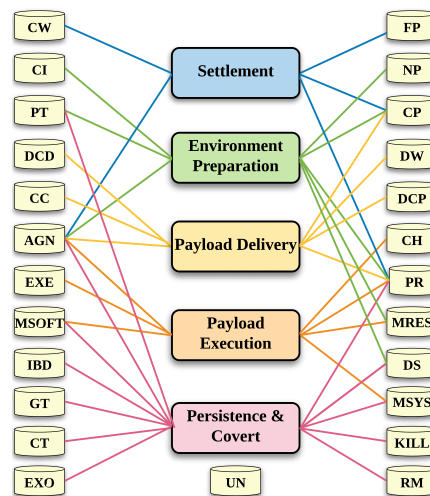 CW
FP
CI
Settlement
NP
PT
CP
DCD
Environment
Preparation
DW
CC
DCP
AGN
Payload Delivery
CH
EXE
PR
MSOFT
Payload
Execution
MRES
IBD
DS
GT
Persistence &
Covert
MSYS
CT
KILL
EXO
UN
RM